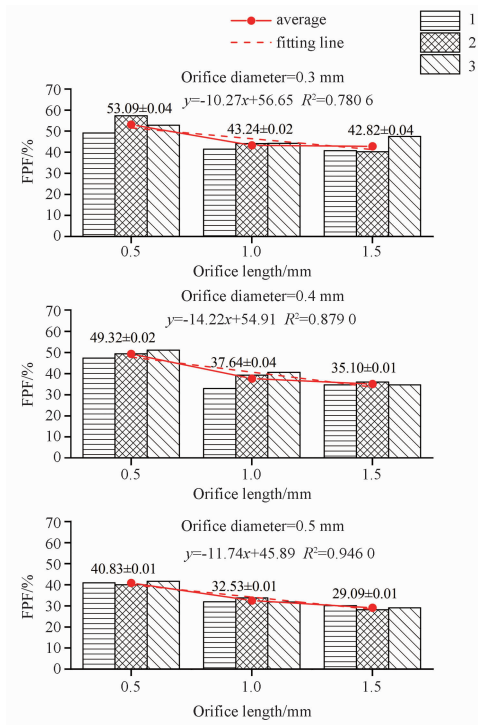 average
fitting line
1
2
3
Orifice diameter=0.3 mm
y=-10.27x+56.65 R²=0.780 6
53.09±0.04
43.24±0.02
42.82±0.04
FPF/%
70
60
50
40
30
20
10
0
0.5 1.0 1.5
Orifice length/mm
Orifice diameter=0.4 mm
y=-14.22x+54.91 R²=0.879 0
49.32±0.02
37.64±0.04
35.10±0.01
FPF/%
70
60
50
40
30
20
10
0
0.5 1.0 1.5
Orifice length/mm
Orifice diameter=0.5 mm
y=-11.74x+45.89 R²=0.946 0
40.83±0.01
32.53±0.01
29.09±0.01
FPF/%
70
60
50
40
30
20
10
0
0.5 1.0 1.5
Orifice length/mm